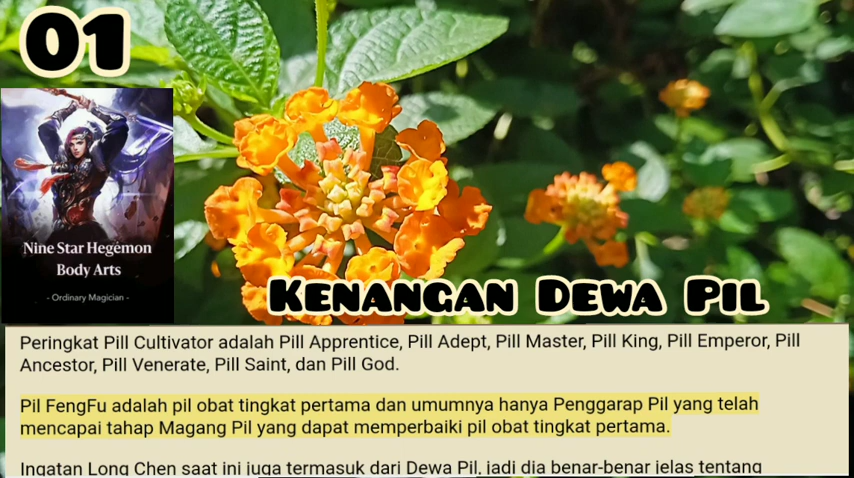 01
Nine Star Hegemon
Body Arts
- Ordinary Magician -
Kenangan Dewa Pil
Peringkat Pill Cultivator adalah Pill Apprentice, Pill Adept, Pill Master, Pill King, Pill Emperor, Pill
Ancestor, Pill Venerate, Pill Saint, dan Pill God.
Pil FengFu adalah pil obat tingkat pertama dan umumnya hanya Penggarap Pil yang telah
mencapai tahap Magang Pil yang dapat memperbaiki pil obat tingkat pertama.
Ingatan Long Chen saat ini juga termasuk dari Dewa Pil, jadi dia benar-benar jelas tentang